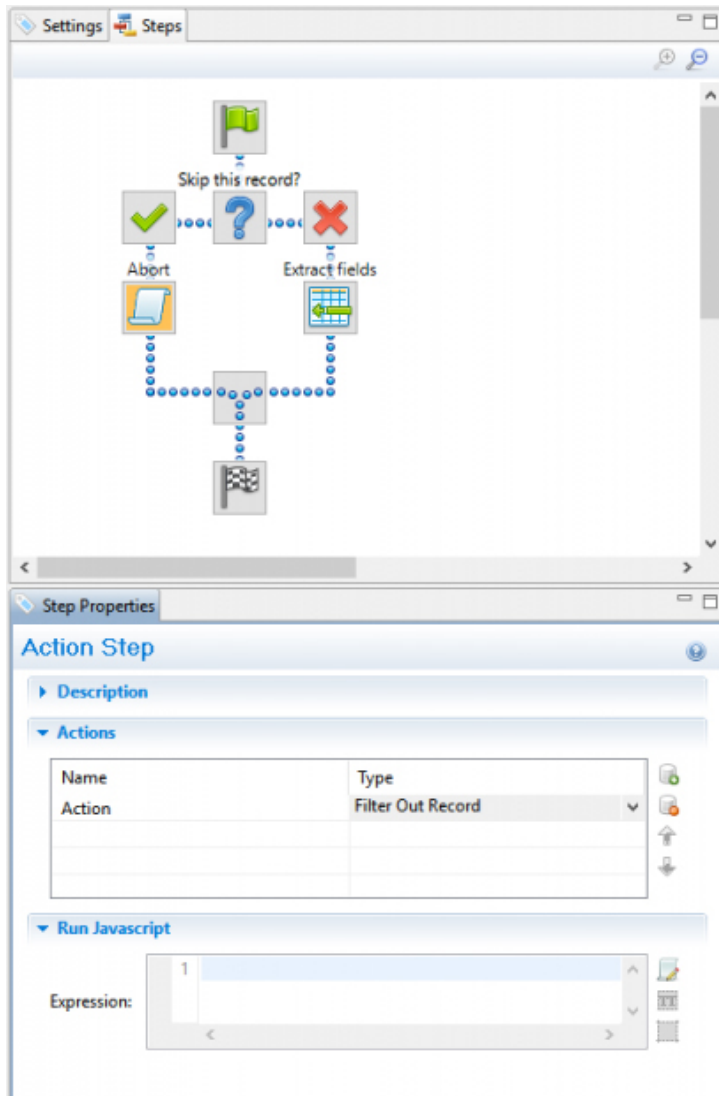 Settings Steps
Skip this record?
Abort Extract fields
Step Properties
Action Step
Description
Actions
Name Type
Action Filter Out Record
Run Javascript
1
Expression: